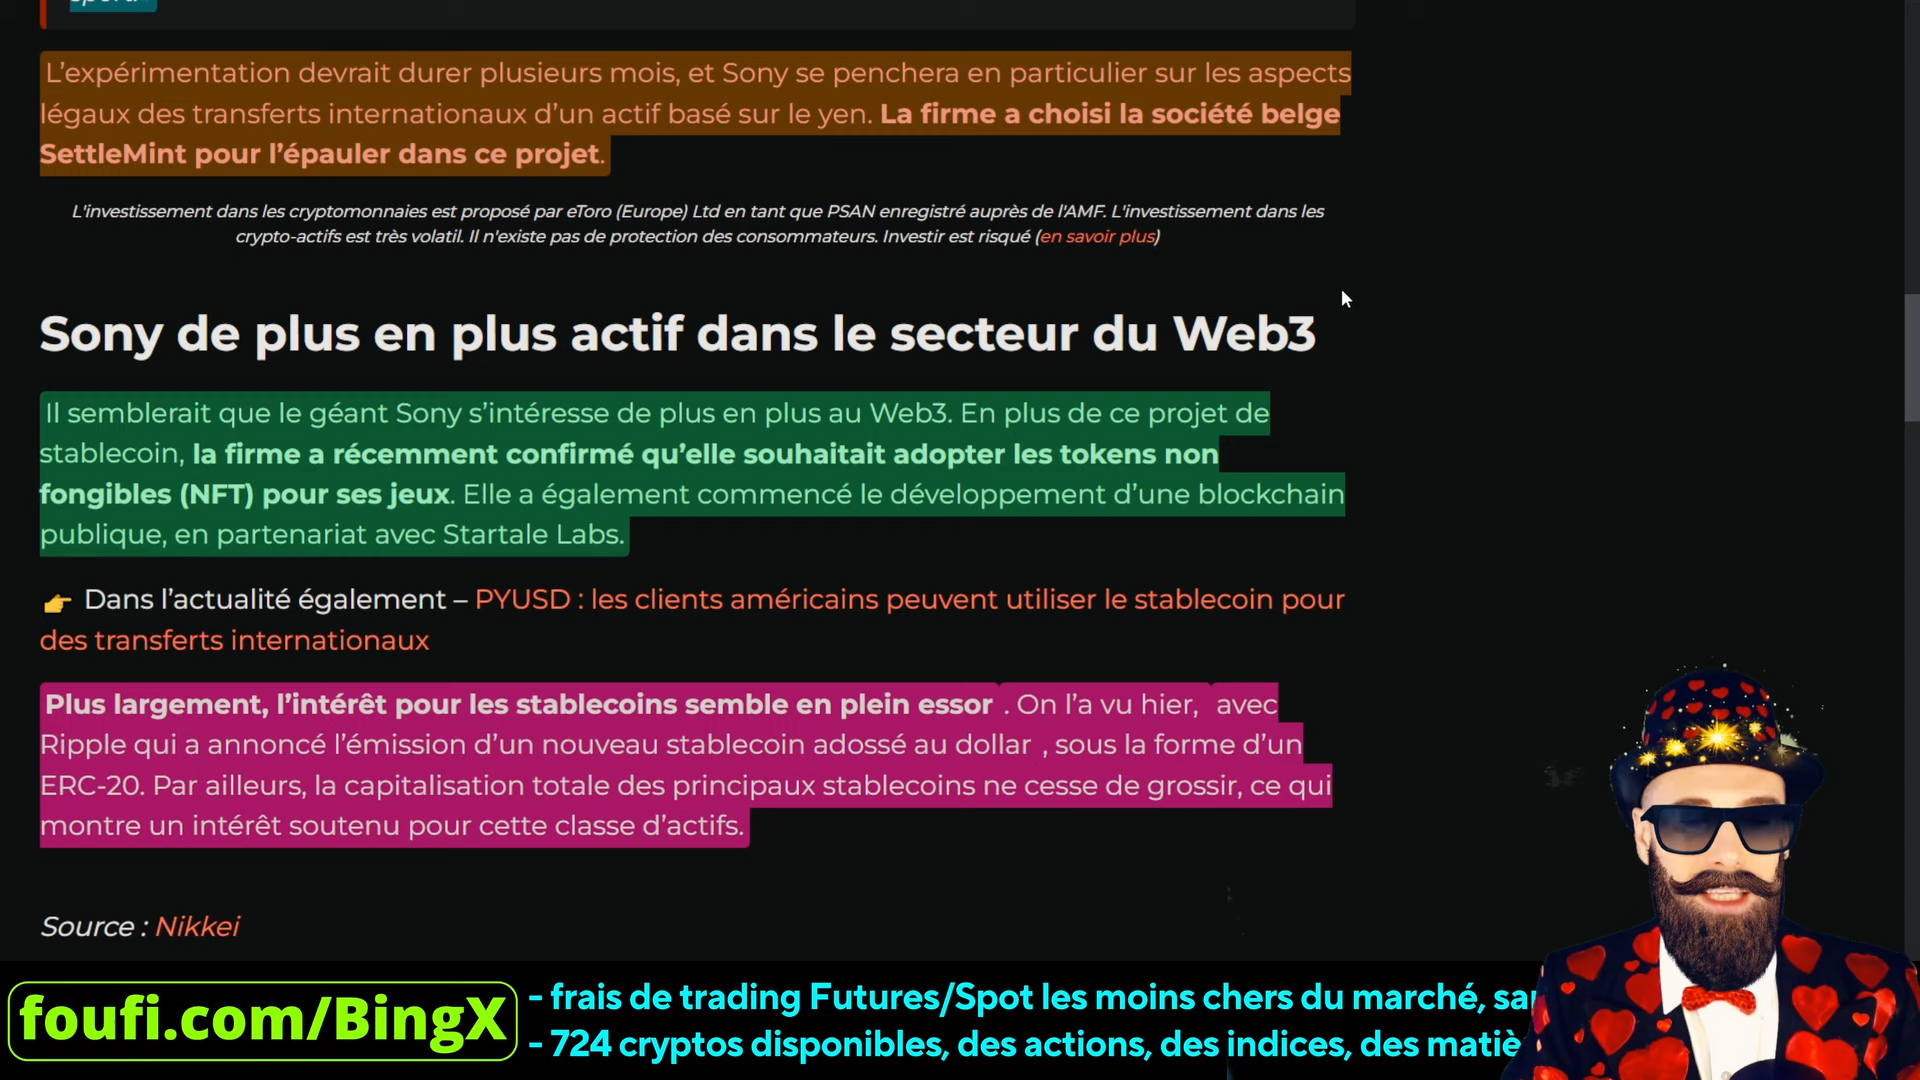 L’expérimentation devrait durer plusieurs mois, et Sony se penchera en particulier sur les aspects
légaux des transferts internationaux d’un actif basé sur le yen. La firme a choisi la société belge
SettleMint pour l’épauler dans ce projet.
L'investissement dans les cryptomonnaies est proposé par eToro (Europe) Ltd en tant que PSAN enregistré auprès de l'AMF. L'investissement dans les
crypto-actifs est très volatil. Il n'existe pas de protection des consommateurs. Investir est risqué (en savoir plus)
Sony de plus en plus actif dans le secteur du Web3
Il semblerait que le géant Sony s’intéresse de plus en plus au Web3. En plus de ce projet de
stablecoin, la firme a récemment confirmé qu’elle souhaitait adopter les tokens non
fongibles (NFT) pour ses jeux. Elle a également commencé le développement d’une blockchain
publique, en partenariat avec Startale Labs.
👉 Dans l’actualité également – PYUSD : les clients américains peuvent utiliser le stablecoin pour
des transferts internationaux
Plus largement, l’intérêt pour les stablecoins semble en plein essor . On l’a vu hier, avec
Ripple qui a annoncé l’émission d’un nouveau stablecoin adossé au dollar , sous la forme d’un
ERC-20. Par ailleurs, la capitalisation totale des principaux stablecoins ne cesse de grossir, ce qui
montre un intérêt soutenu pour cette classe d’actifs.
Source : Nikkei
foufi.com/BingX
- frais de trading Futures/Spot les moins chers du marché,
- 724 cryptos disponibles, des actions, des indices, des